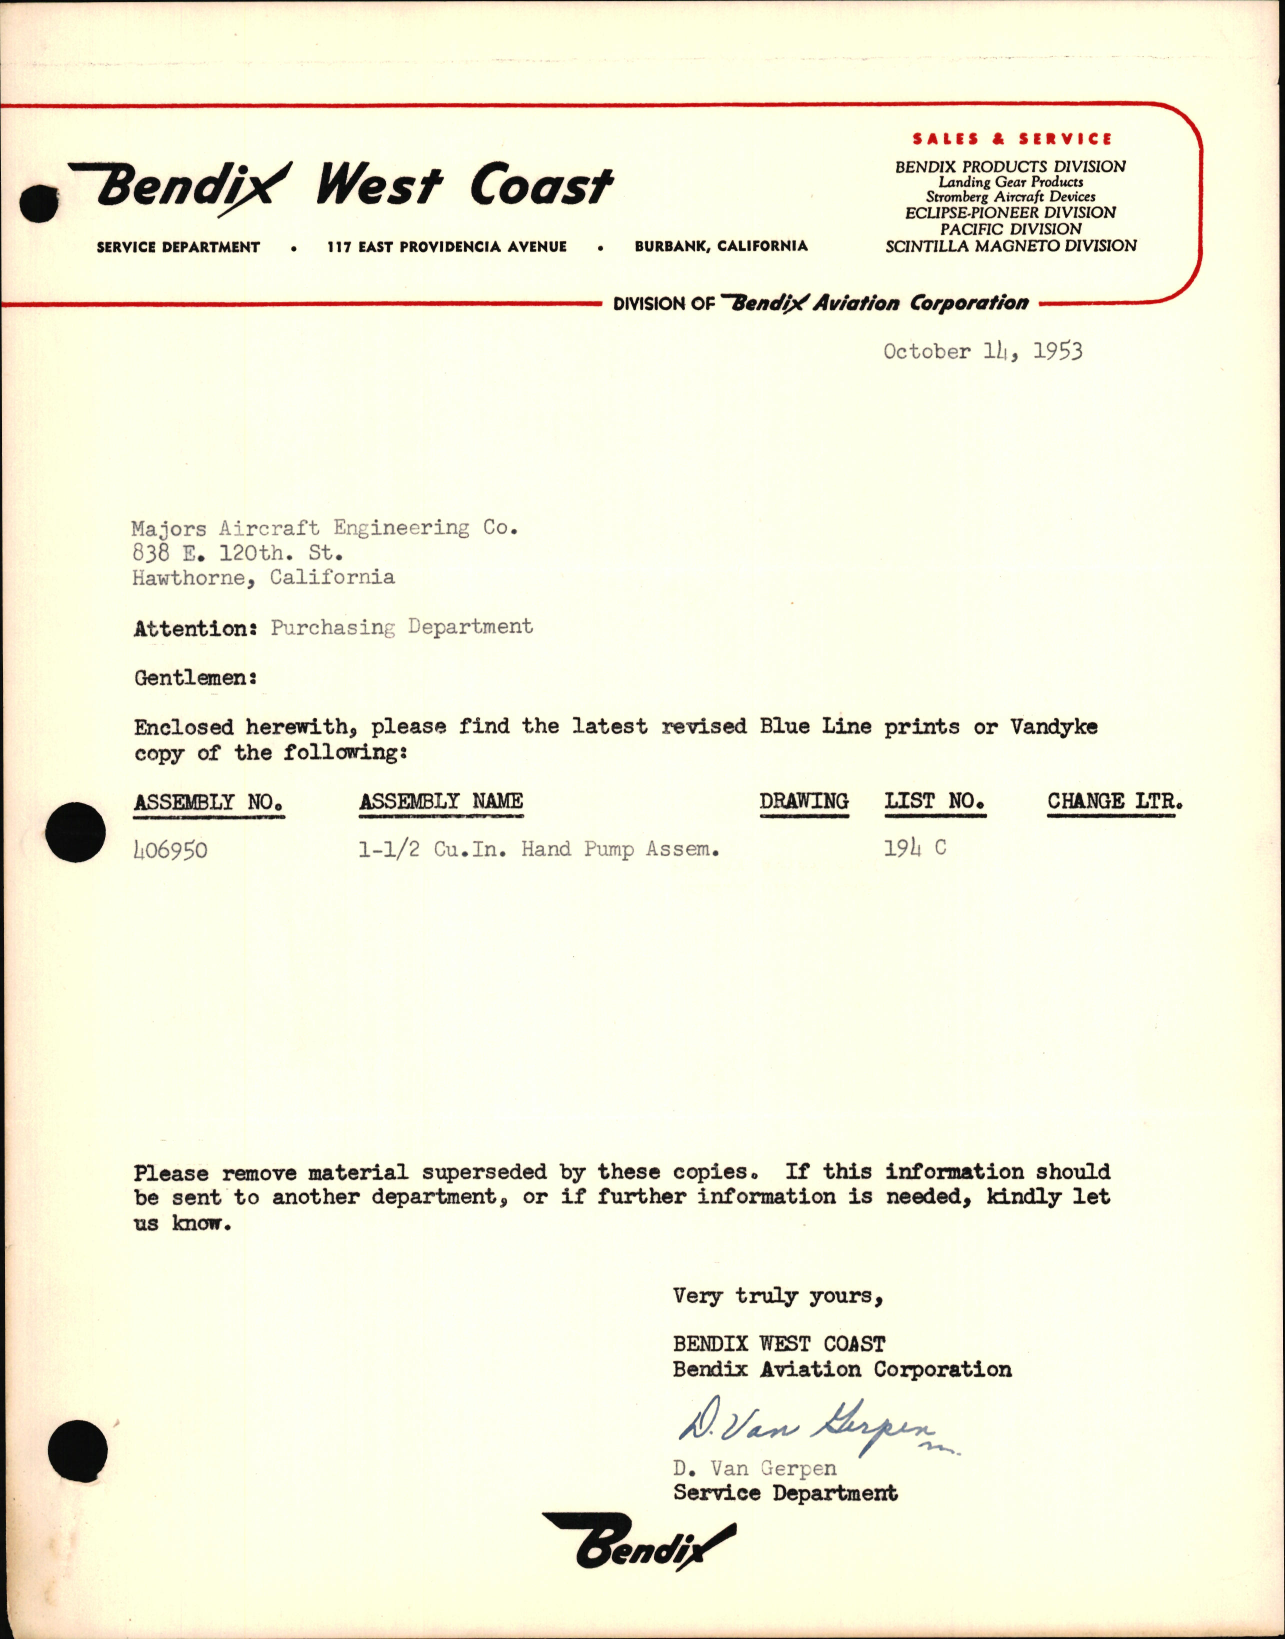 SALES & SERVICE
BENDIX PRODUCTS DIVISION
Landing Gear Products
Stromberg Aircraft Devices
ECLIPSE-PIONEER DIVISION
PACIFIC DIVISION
SCINTILLA MAGNETO DIVISION
Bendix West Coast
SERVICE DEPARTMENT • 117 EAST PROVIDENCIA AVENUE • BURBANK, CALIFORNIA
DIVISION OF Bendix Aviation Corporation
October 14, 1953
Majors Aircraft Engineering Co.
838 E. 120th. St.
Hawthorne, California
Attention: Purchasing Department
Gentlemen:
Enclosed herewith, please find the latest revised Blue Line prints or Vandyke
copy of the following:
ASSEMBLY NO. ASSEMBLY NAME DRAWING LIST NO. CHANGE LTR.
406950 1-1/2 Cu.In. Hand Pump Assem. 194 C
Please remove material superseded by these copies. If this information should
be sent to another department, or if further information is needed, kindly let
us know.
Very truly yours,
BENDIX WEST COAST
Bendix Aviation Corporation
D. Van Gerpen
D. Van Gerpen
Service Department
Bendix